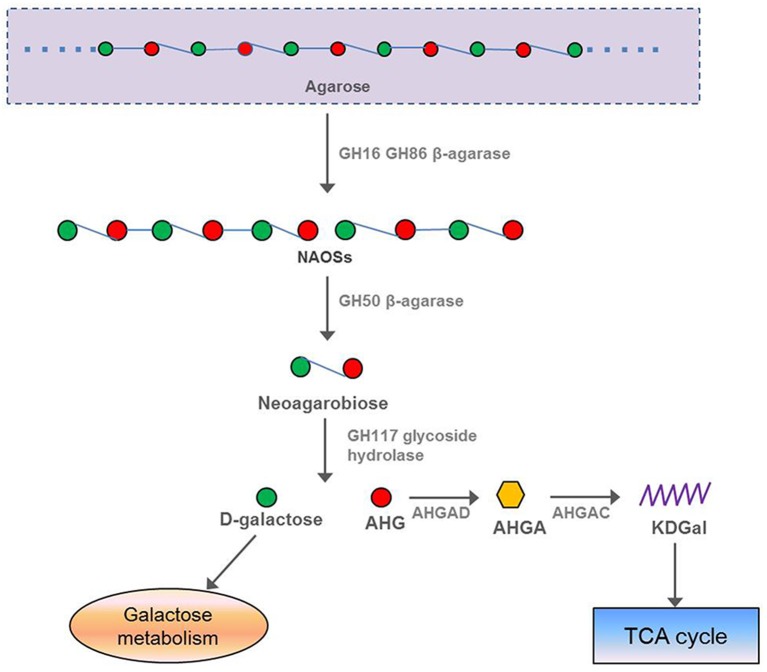 Agarose
GH16 GH86 β-agarase
NAOSs
GH50 β-agarase
Neoagarobiose
GH117 glycoside
hydrolase
D-galactose
AHG
AHGAD
AHGA
AHGAC
KDGal
Galactose
metabolism
TCA cycle